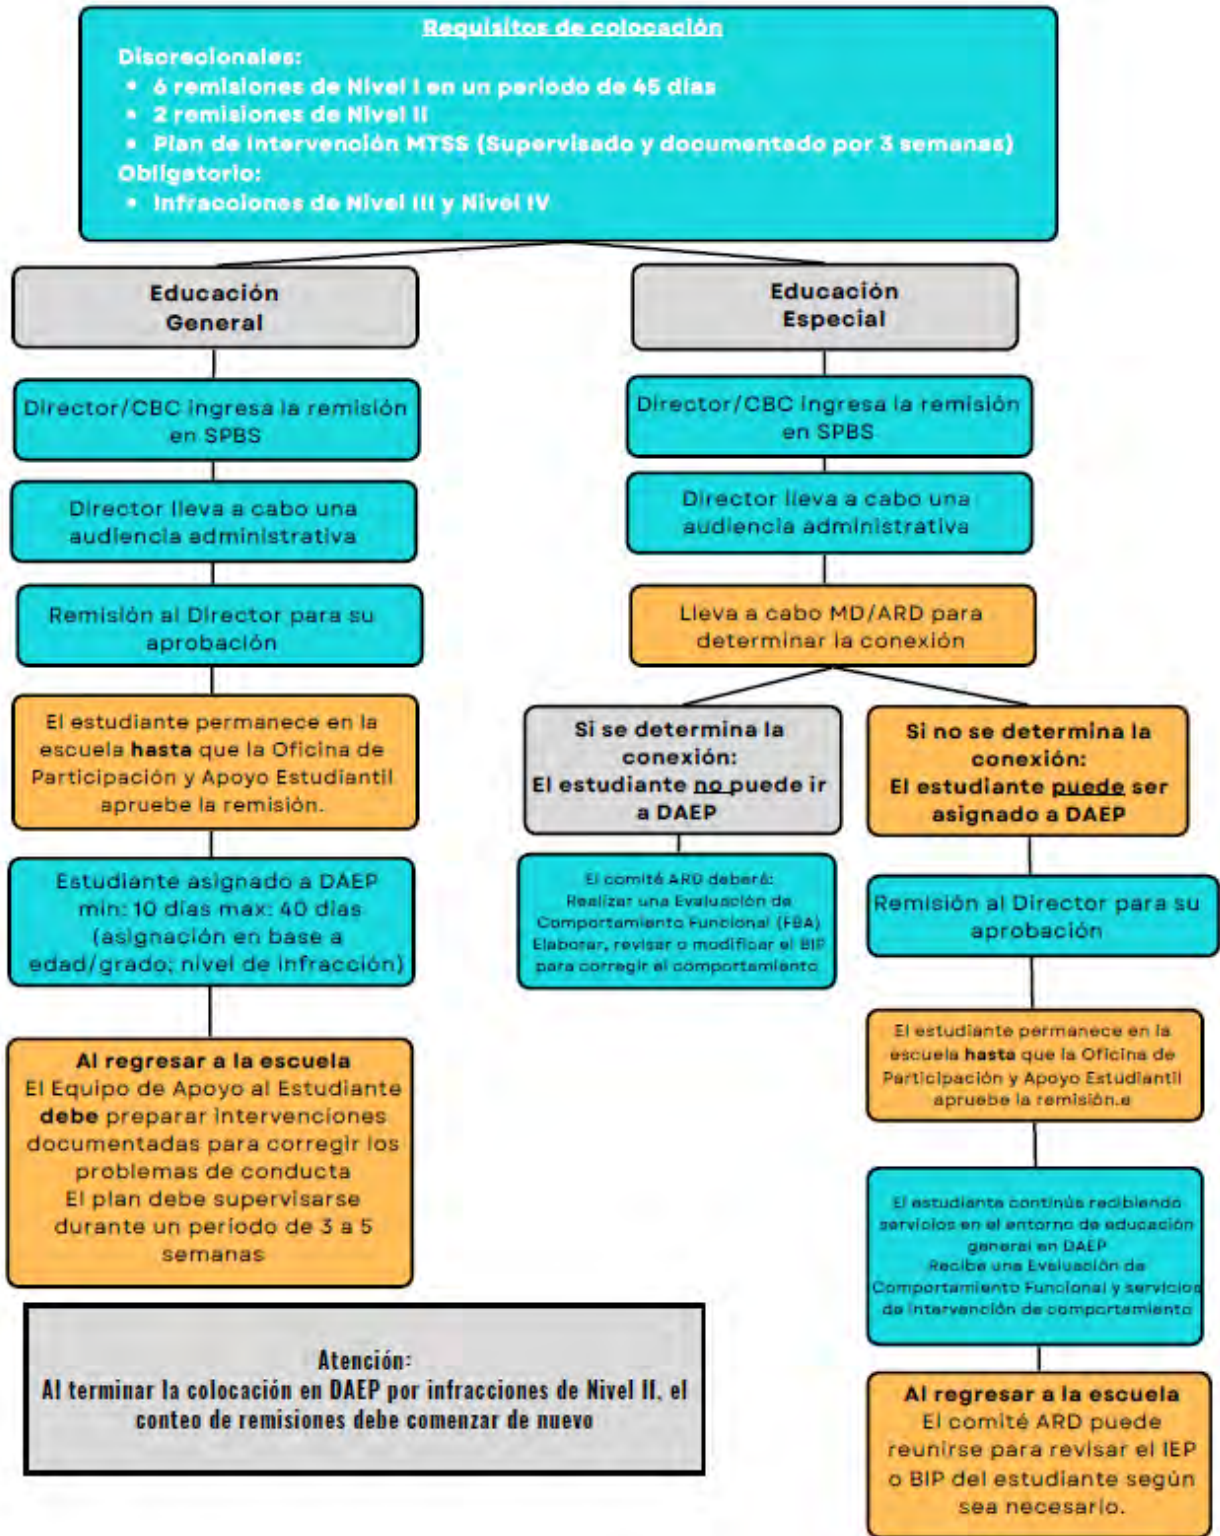 Requisitos de colocación
Discrecionales:
• 6 remisiones de Nivel I en un periodo de 45 días
• 2 remisiones de Nivel II
• Plan de Intervención MTSS (Supervisado y documentado por 3 semanas)
Obligatorio:
• Infracciones de Nivel III y Nivel IV
Educación
General
Director/CBC ingresa la remisión
en SPBS
Director lleva a cabo una
audiencia administrativa
Remisión al Director para su
aprobación
El estudiante permanece en la
escuela hasta que la Oficina de
Participación y Apoyo Estudiantil
apruebe la remisión.
Estudiante asignado a DAEP
min: 10 días max: 40 días
(asignación en base a
edad/grado; nivel de infracción)
Al regresar a la escuela
El Equipo de Apoyo al Estudiante
debe preparar intervenciones
documentadas para corregir los
problemas de conducta
El plan debe supervisarse
durante un período de 3 a 5
semanas
Educación
Especial
Director/CBC ingresa la remisión
en SPBS
Director lleva a cabo una
audiencia administrativa
Lleva a cabo MD/ARD para
determinar la conexión
Si se determina la
conexión:
El estudiante no puede ir
a DAEP
El comité ARD deberá:
Realizar una Evaluación de
Comportamiento Funcional (FBA)
Elaborar, revisar o modificar el BIP
para corregir el comportamiento
Si no se determina la
conexión:
El estudiante puede ser
asignado a DAEP
Remisión al Director para su
aprobación
El estudiante permanece en la
escuela hasta que la Oficina de
Participación y Apoyo Estudiantil
apruebe la remisión.e
El estudiante continúa recibiendo
servicios en el entorno de educación
general en DAEP
Recibe una Evaluación de
Comportamiento Funcional y servicios
de intervención de comportamiento
Al regresar a la escuela
El comité ARD puede
reunirse para revisar el IEP
o BIP del estudiante según
sea necesario.
Atención:
Al terminar la colocación en DAEP por infracciones de Nivel II, el
conteo de remisiones debe comenzar de nuevo